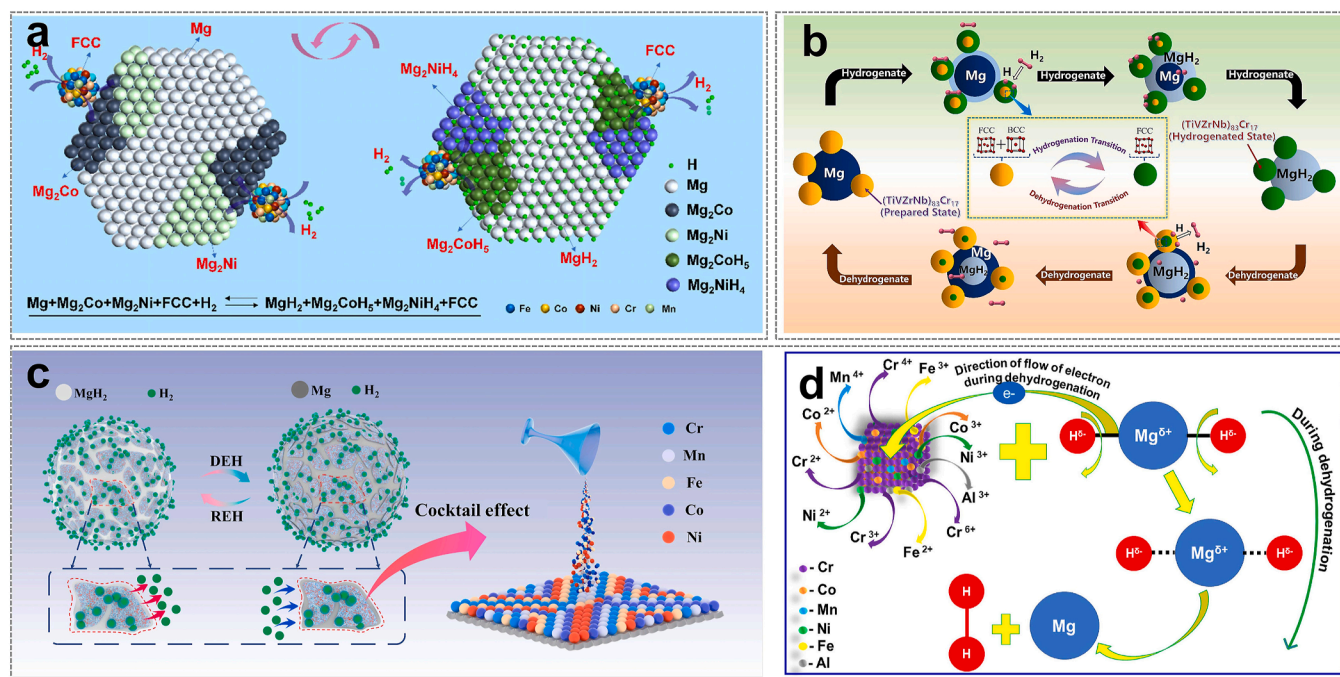 a
Mg
FCC
H₂
Mg₂Co
Mg₂Ni
H₂
Mg₂NiH₄
FCC
H₂
H₂
Mg₂CoH₅
MgH₂
H
Mg
Mg₂Co
Mg₂Ni
Mg₂CoH₅
Mg₂NiH₄
Mg+Mg₂Co+Mg₂Ni+FCC+H₂ ⇌ MgH₂+Mg₂CoH₅+Mg₂NiH₄+FCC
Fe Co Ni Cr Mn
b
Hydrogenate
Mg
H
H₂
Hydrogenate
MgH₂
Mg
Hydrogenate
Mg
(TiVZrNb)₈₃Cr₁₇
(Prepared State)
FCC + BCC
Hydrogenation Transition
FCC
Dehydrogenation Transition
(TiVZrNb)₈₃Cr₁₇
(Hydrogenated State)
MgH₂
Dehydrogenate
Mg
MgH₂
Dehydrogenate
H
H₂
MgH₂
Dehydrogenate
c
MgH₂ H₂
Mg H₂
DEH
REH
Cocktail effect
Cr
Mn
Fe
Co
Ni
d
Cr 4+
Fe 3+
Mn 4+
Co 2+
Co 3+
Cr 2+
Ni 3+
Al 3+
Ni 2+
Cr 3+
Fe 2+
Cr 6+
Direction of flow of electron
during dehydrogenation
e-
Hδ-
Mgδ+
Hδ-
During dehydrogenation
Hδ-
Mgδ+
Hδ-
- Cr
- Co
- Mn
- Ni
- Fe
- Al
H
H
Mg